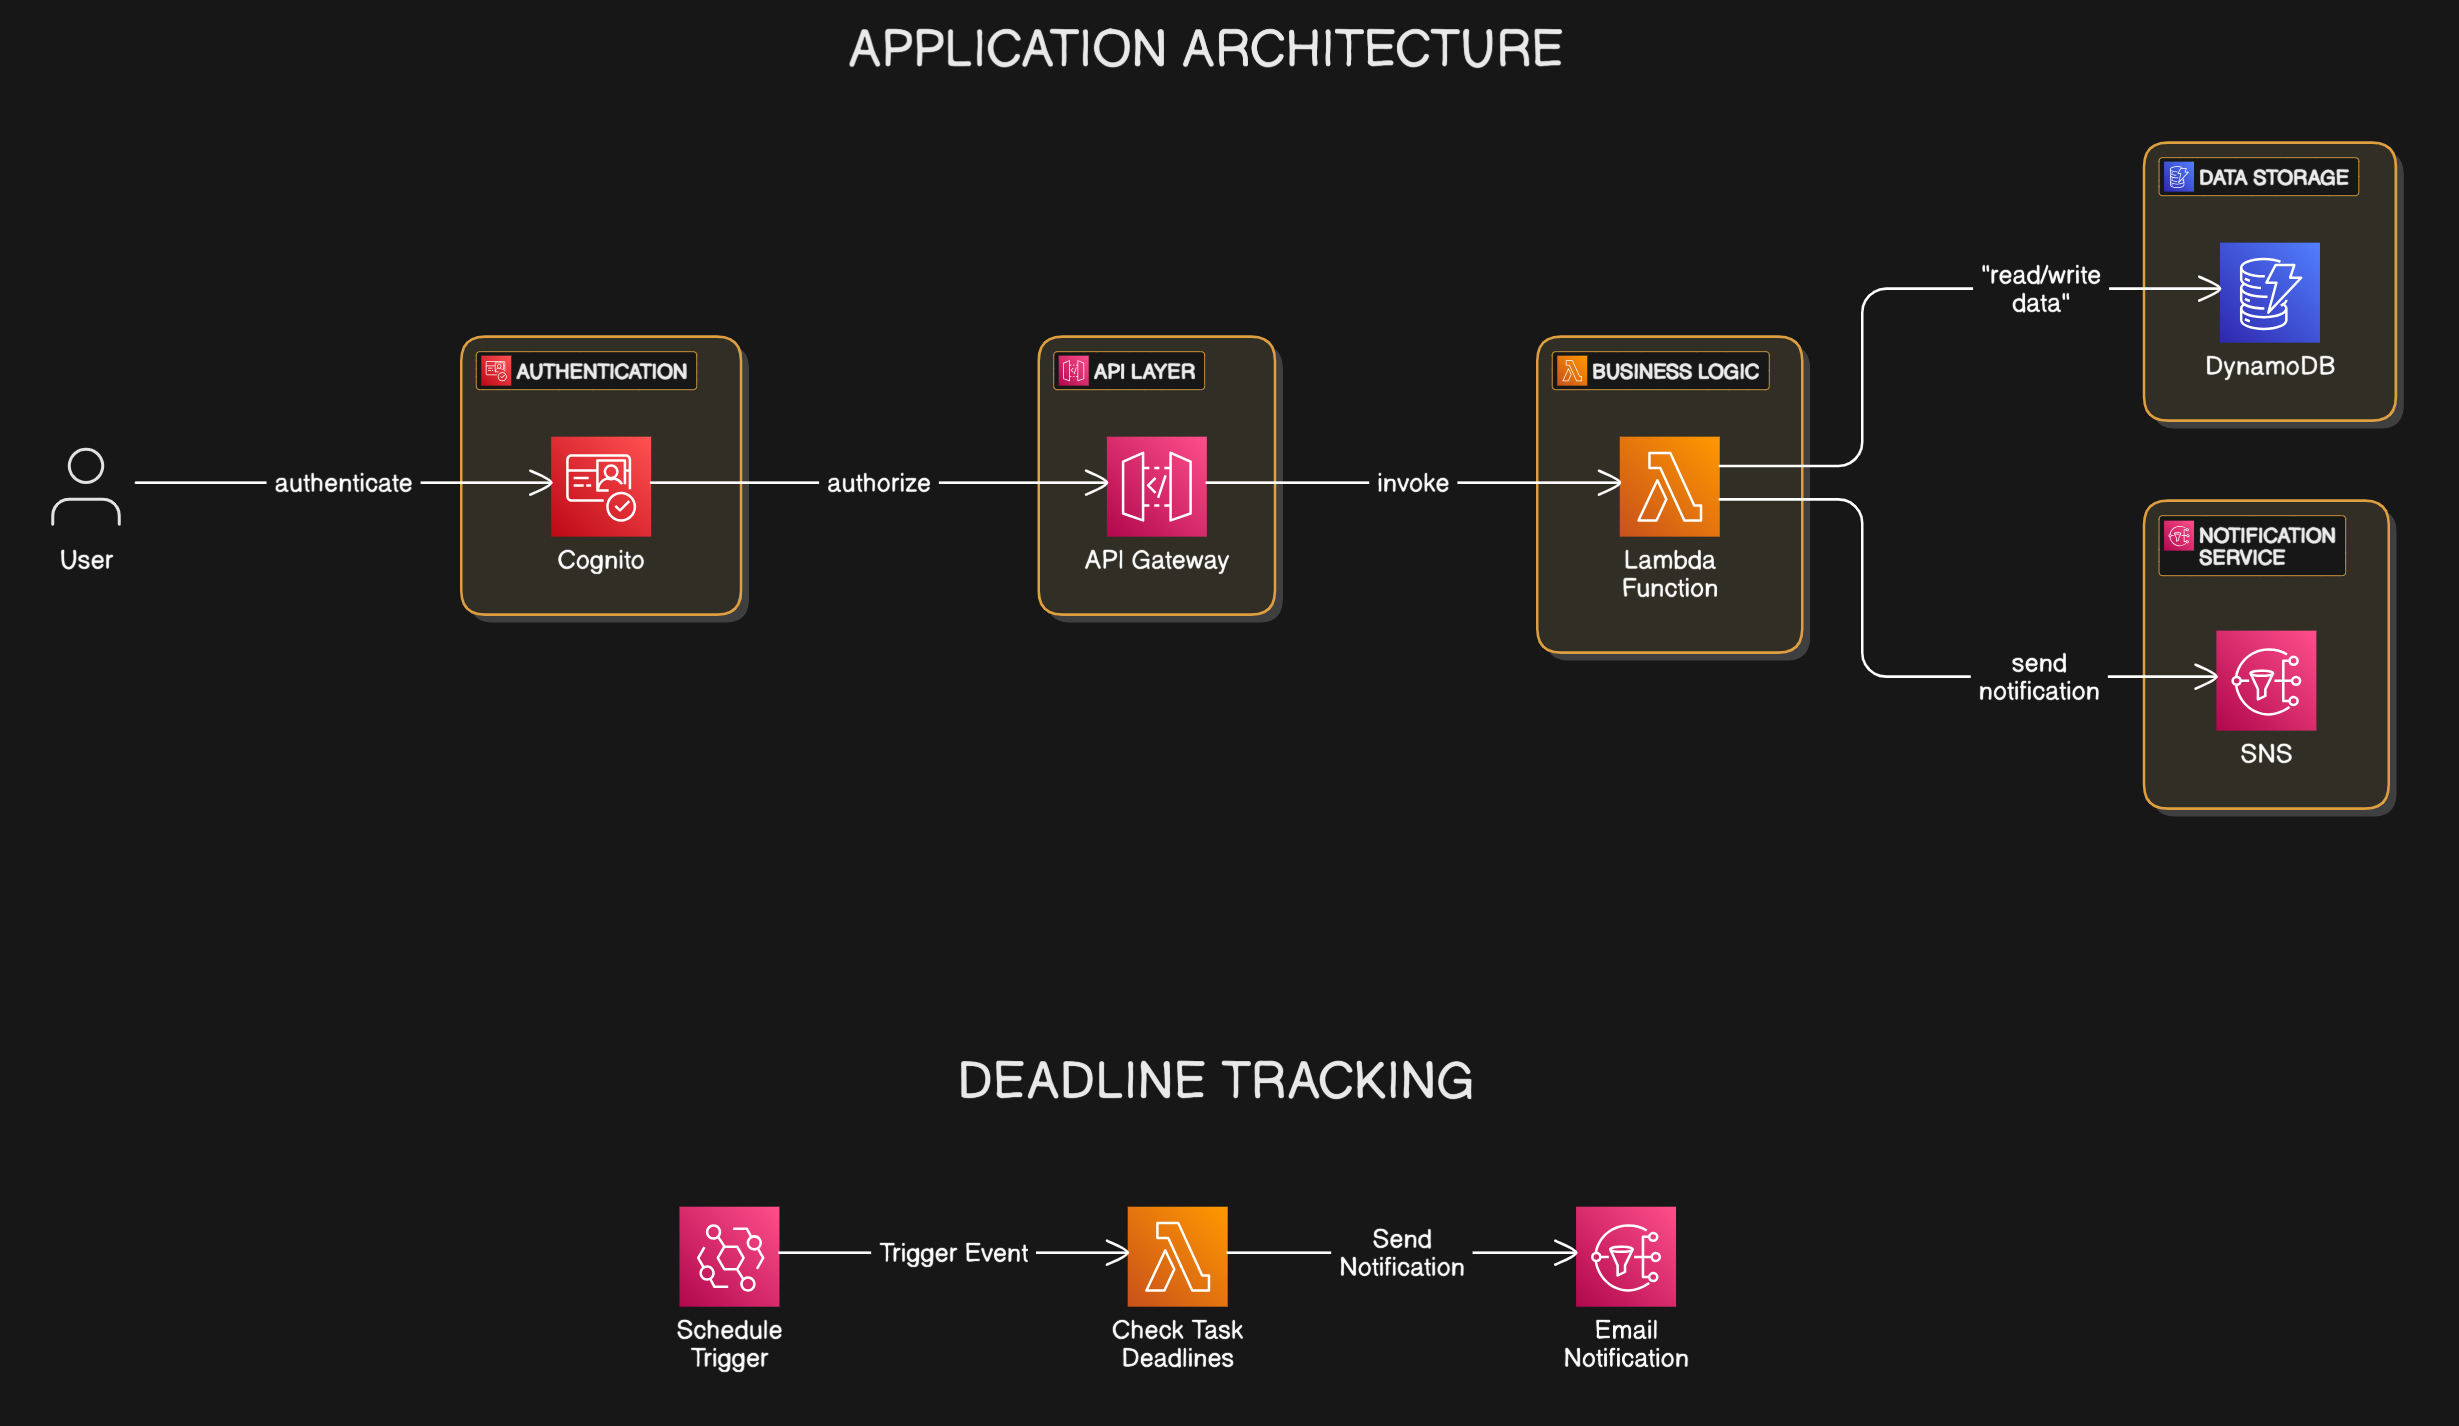 APPLICATION ARCHITECTURE
DATA STORAGE
"read/write
data"
DynamoDB
AUTHENTICATION
API LAYER
BUSINESS LOGIC
User
authenticate
Cognito
authorize
API Gateway
invoke
Lambda
Function
NOTIFICATION
SERVICE
send
notification
SNS
DEADLINE TRACKING
Schedule
Trigger
Trigger Event
Check Task
Deadlines
Send
Notification
Email
Notification